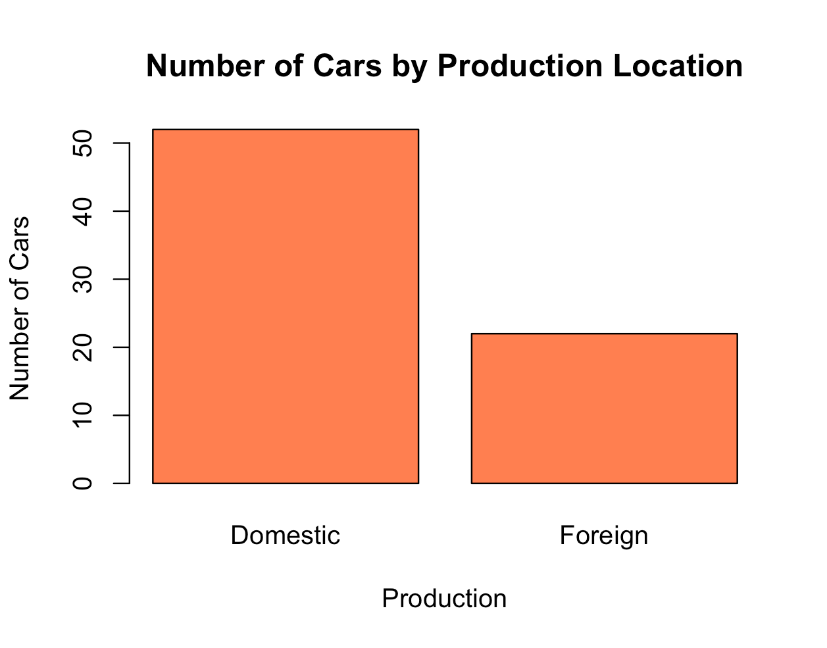 Number of Cars by Production Location
Number of Cars
50
40
30
20
10
0
Domestic
Foreign
Production